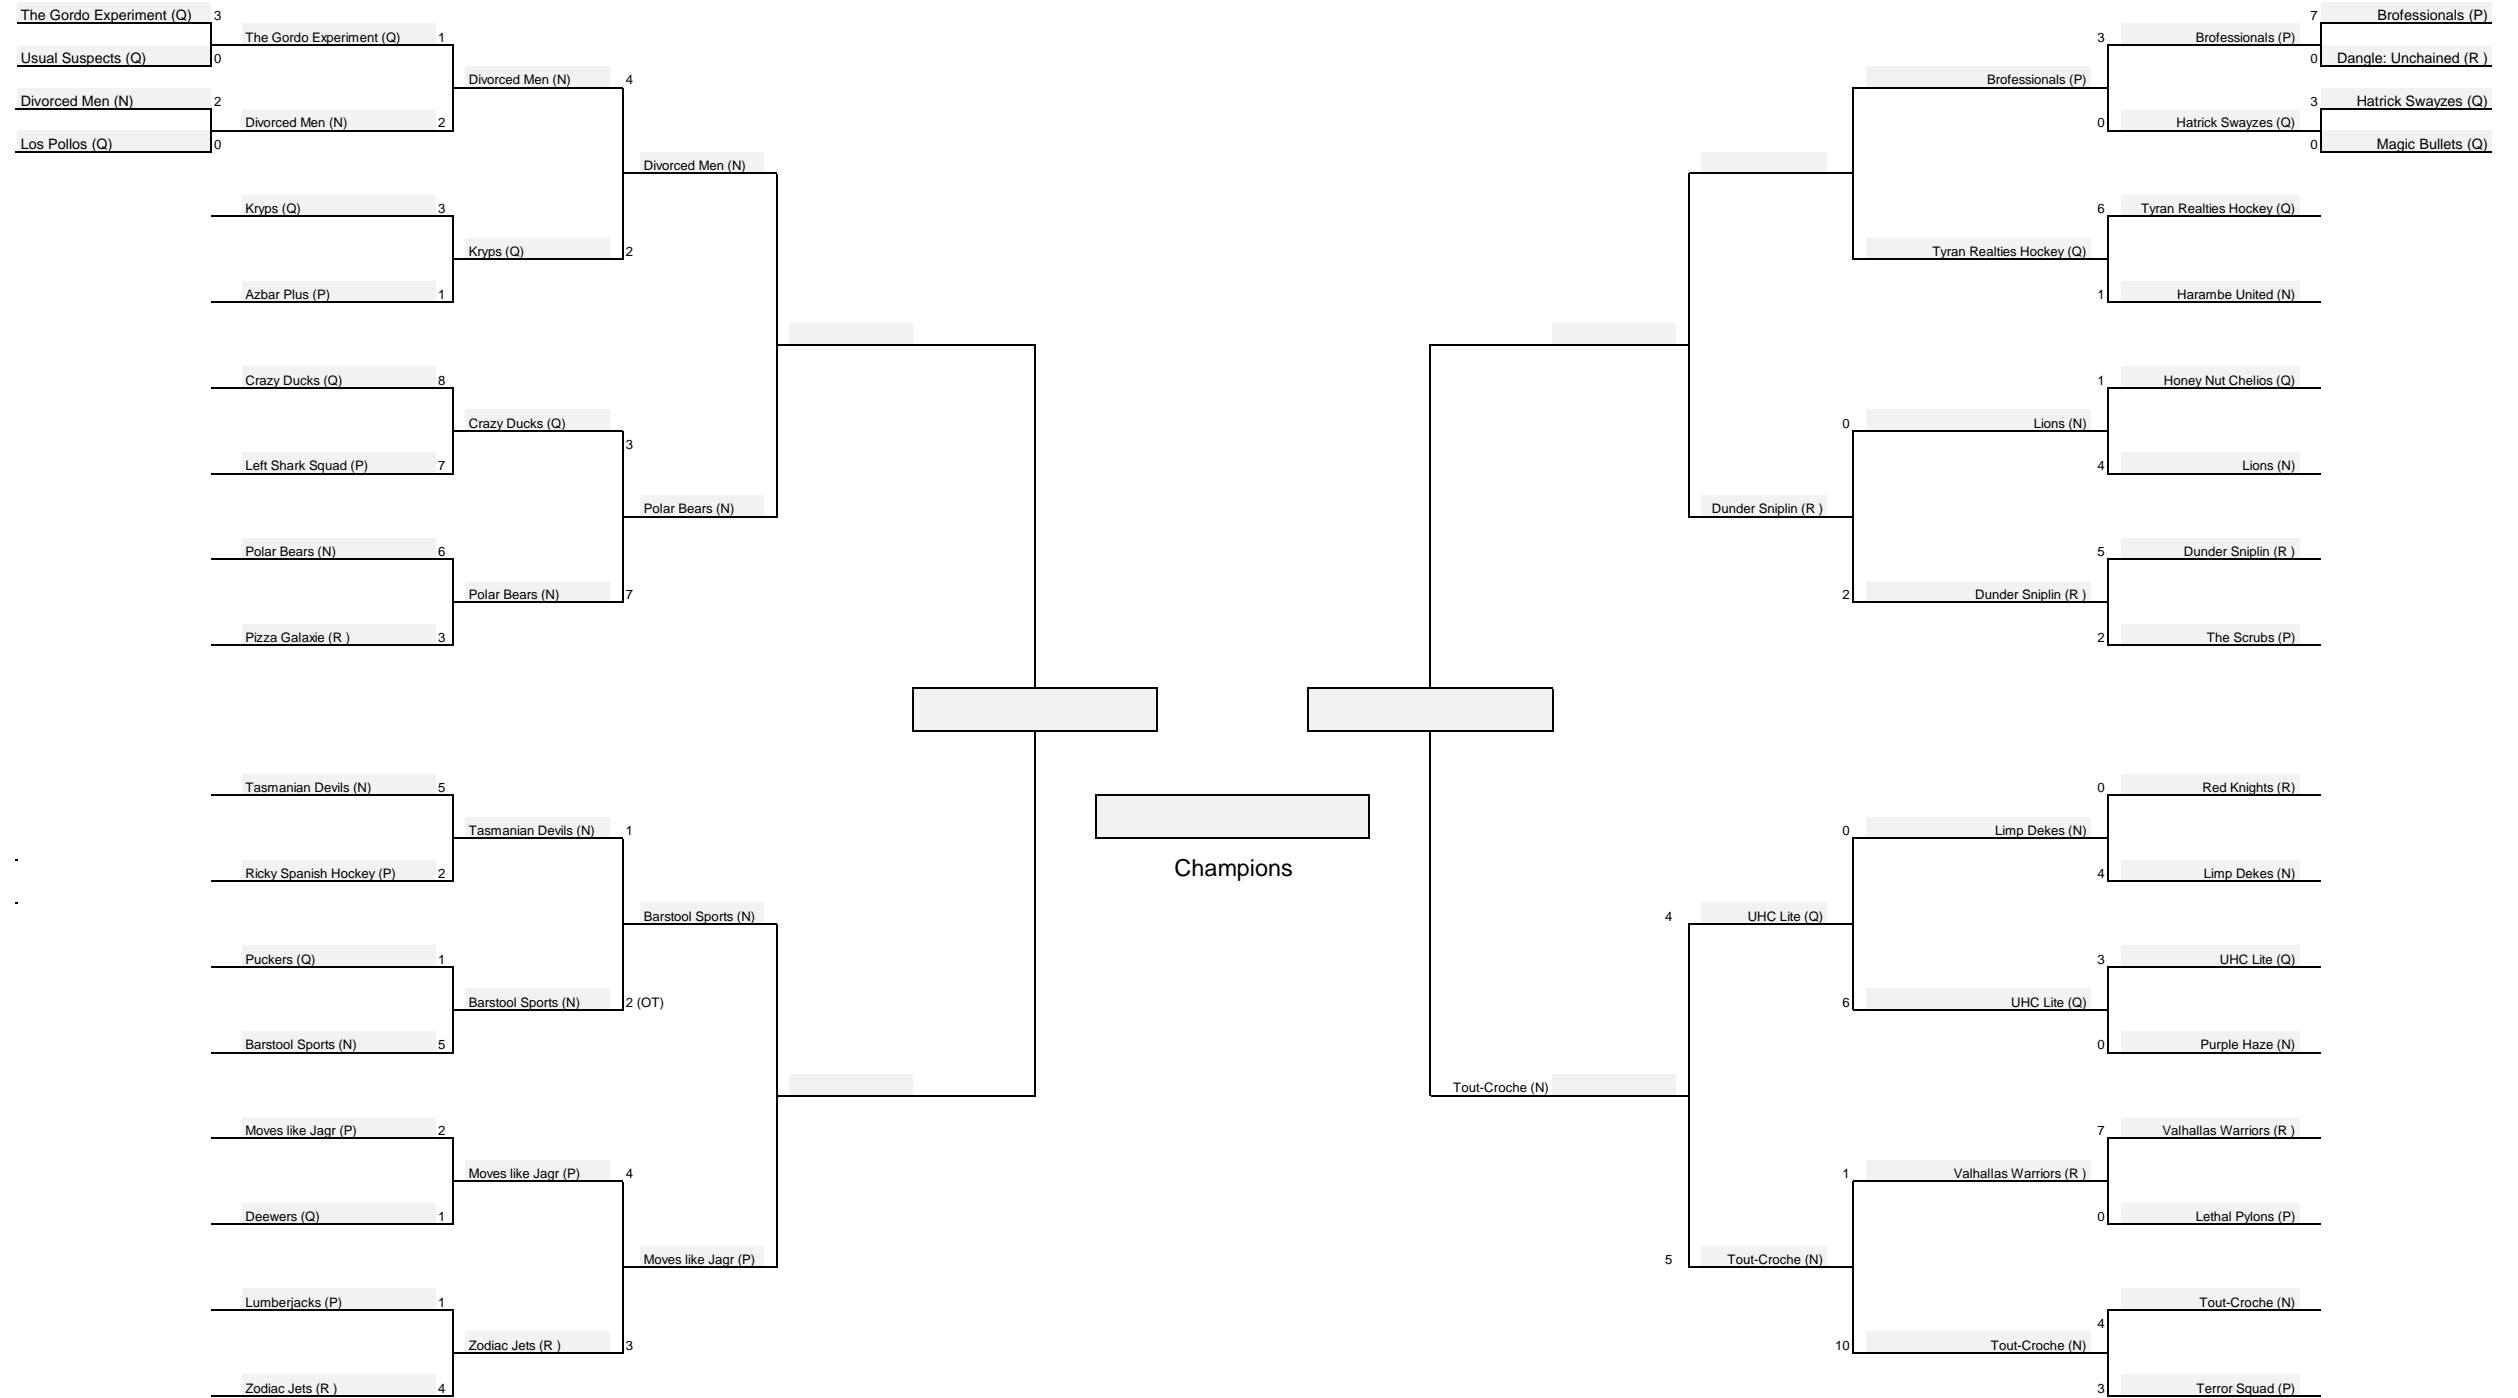 The Gordo Experiment (Q) 3
Usual Suspects (Q) 0
Divorced Men (N) 2
Los Pollos (Q) 0
The Gordo Experiment (Q) 1
Divorced Men (N) 2
Kryps (Q) 3
Azbar Plus (P) 1
Crazy Ducks (Q) 8
Left Shark Squad (P) 7
Polar Bears (N) 6
Pizza Galaxie (R ) 3
Tasmanian Devils (N) 5
Ricky Spanish Hockey (P) 2
Puckers (Q) 1
Barstool Sports (N) 5
Moves like Jagr (P) 2
Deewers (Q) 1
Lumberjacks (P) 1
Zodiac Jets (R ) 4
Divorced Men (N) 4
Kryps (Q) 2
Crazy Ducks (Q) 3
Polar Bears (N) 7
Tasmanian Devils (N) 1
Barstool Sports (N) 2 (OT)
Moves like Jagr (P) 4
Zodiac Jets (R ) 3
Divorced Men (N)
Polar Bears (N)
Barstool Sports (N)
Moves like Jagr (P)
Champions
Tout-Croche (N)
Dunder Sniplin (R )
4 UHC Lite (Q)
5 Tout-Croche (N)
Brofessionals (P)
Tyran Realties Hockey (Q)
0 Lions (N)
2 Dunder Sniplin (R )
0 Limp Dekes (N)
6 UHC Lite (Q)
1 Valhallas Warriors (R )
10 Tout-Croche (N)
3 Brofessionals (P)
0 Hatrick Swayzes (Q)
6 Tyran Realties Hockey (Q)
1 Harambe United (N)
1 Honey Nut Chelios (Q)
4 Lions (N)
5 Dunder Sniplin (R )
2 The Scrubs (P)
0 Red Knights (R)
4 Limp Dekes (N)
3 UHC Lite (Q)
0 Purple Haze (N)
7 Valhallas Warriors (R )
0 Lethal Pylons (P)
4 Tout-Croche (N)
3 Terror Squad (P)
7 Brofessionals (P)
0 Dangle: Unchained (R )
3 Hatrick Swayzes (Q)
0 Magic Bullets (Q)